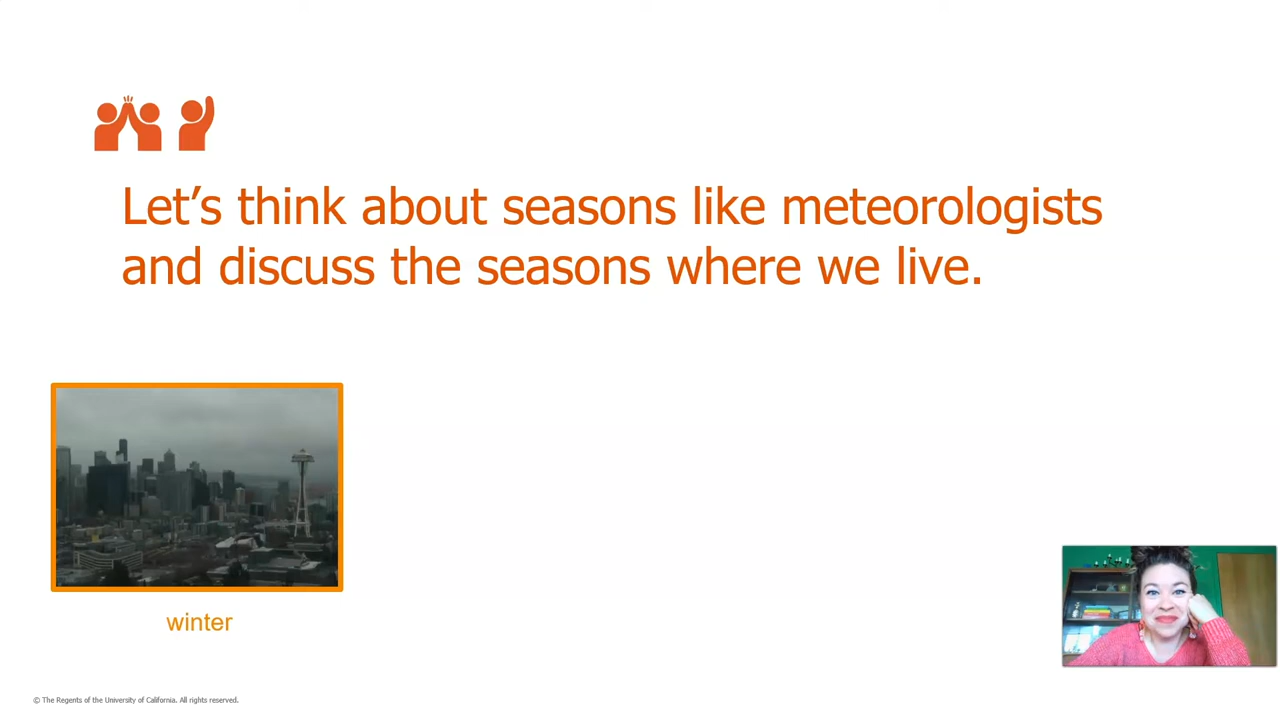 Let’s think about seasons like meteorologists
and discuss the seasons where we live.
winter
© The Regents of the University of California. All rights reserved.